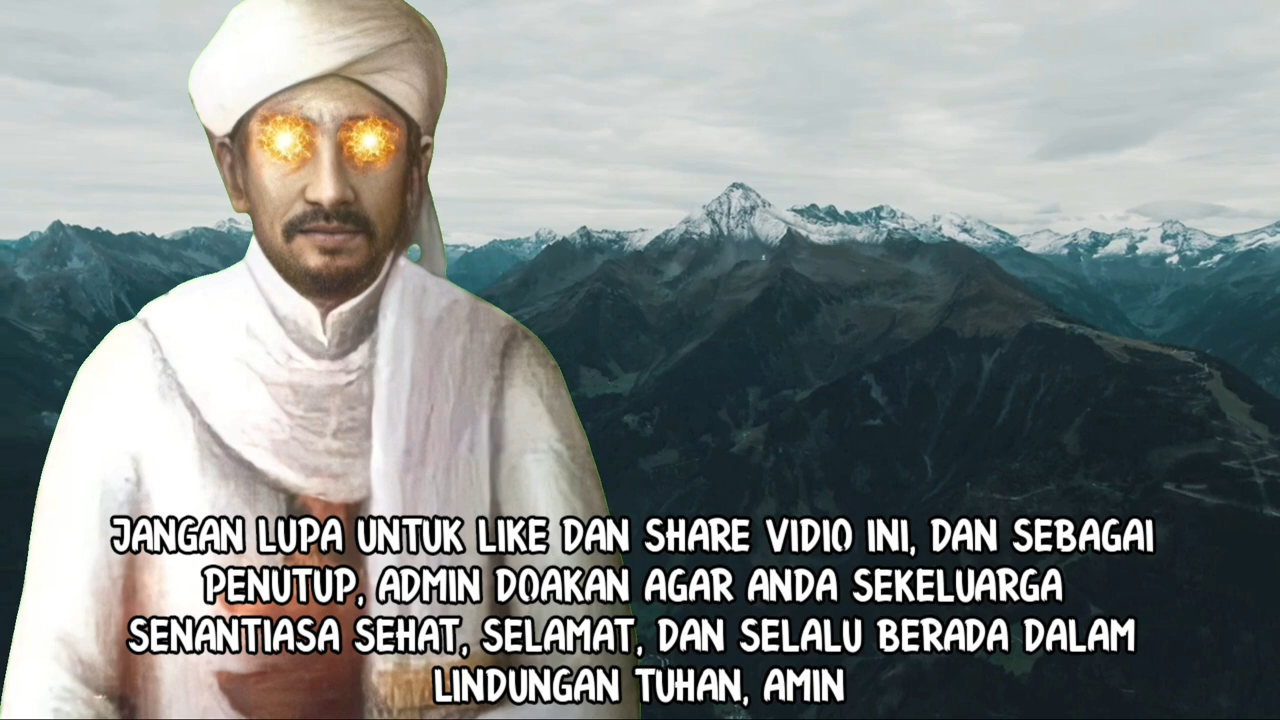 JANGAN LUPA UNTUK LIKE DAN SHARE VIDIO INI, DAN SEBAGAI
PENUTUP, ADMIN DOAKAN AGAR ANDA SEKELUARGA
SENANTIASA SEHAT, SELAMAT, DAN SELALU BERADA DALAM
LINDUNGAN TUHAN, AMIN